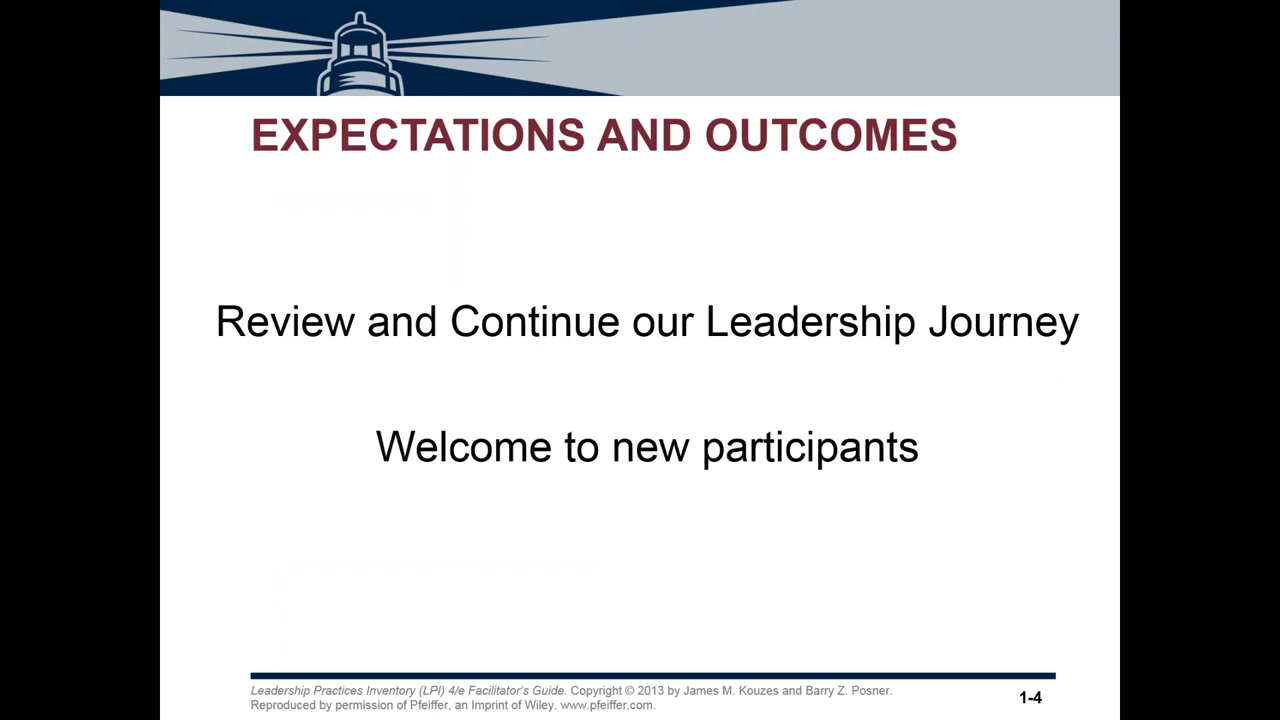 EXPECTATIONS AND OUTCOMES
Review and Continue our Leadership Journey
Welcome to new participants
Leadership Practices Inventory (LPI) 4/e Facilitator's Guide. Copyright © 2013 by James M. Kouzes and Barry Z. Posner.
Reproduced by permission of Pfeiffer, an Imprint of Wiley. www.pfeiffer.com.
1-4